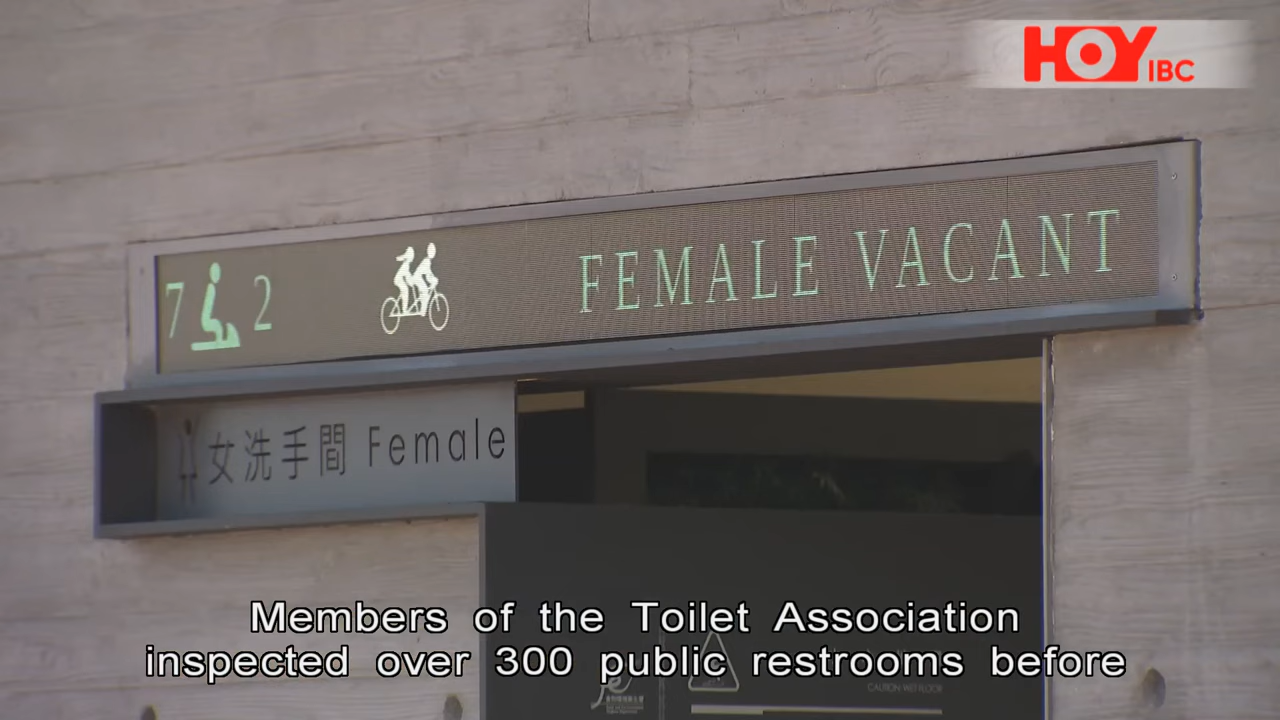 HOY IBC
7 2 FEMALE VACANT
女洗手間 Female
Members of the Toilet Association
inspected over 300 public restrooms before
CAUTION WET FLOOR